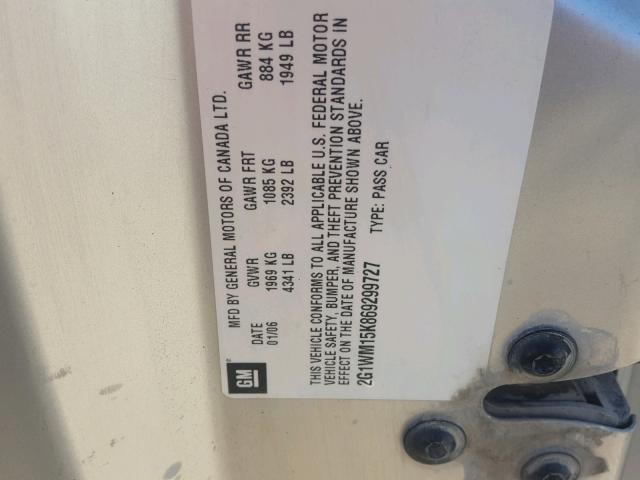 GM
MFD BY GENERAL MOTORS OF CANADA LTD.
DATE GVWR GAWR FRT GAWR RR
01/06 1969 KG 1085 KG 884 KG
4341 LB 2392 LB 1949 LB
THIS VEHICLE CONFORMS TO ALL APPLICABLE U.S. FEDERAL MOTOR
VEHICLE SAFETY, BUMPER, AND THEFT PREVENTION STANDARDS IN
EFFECT ON THE DATE OF MANUFACTURE SHOWN ABOVE.
2G1WM15K869299727 TYPE: PASS CAR